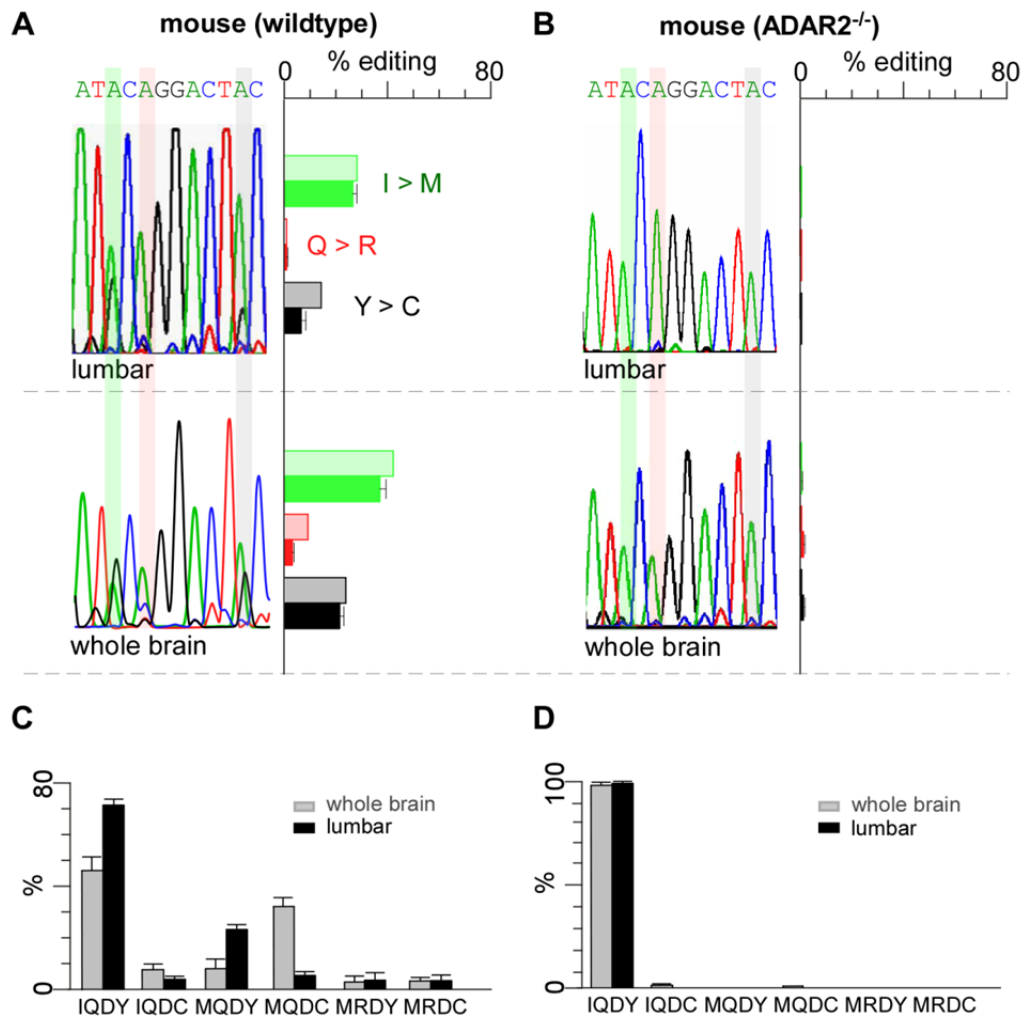 A
mouse (wildtype)
0 % editing 80
ATACAGGACTAC
I > M
Q > R
Y > C
lumbar
whole brain
B
mouse (ADAR2-/-)
0 % editing 80
ATACAGGACTAC
lumbar
whole brain
C
80
%
0
whole brain
lumbar
IQDY IQDC MQDY MQDC MRDY MRDC
D
100
%
0
whole brain
lumbar
IQDY IQDC MQDY MQDC MRDY MRDC